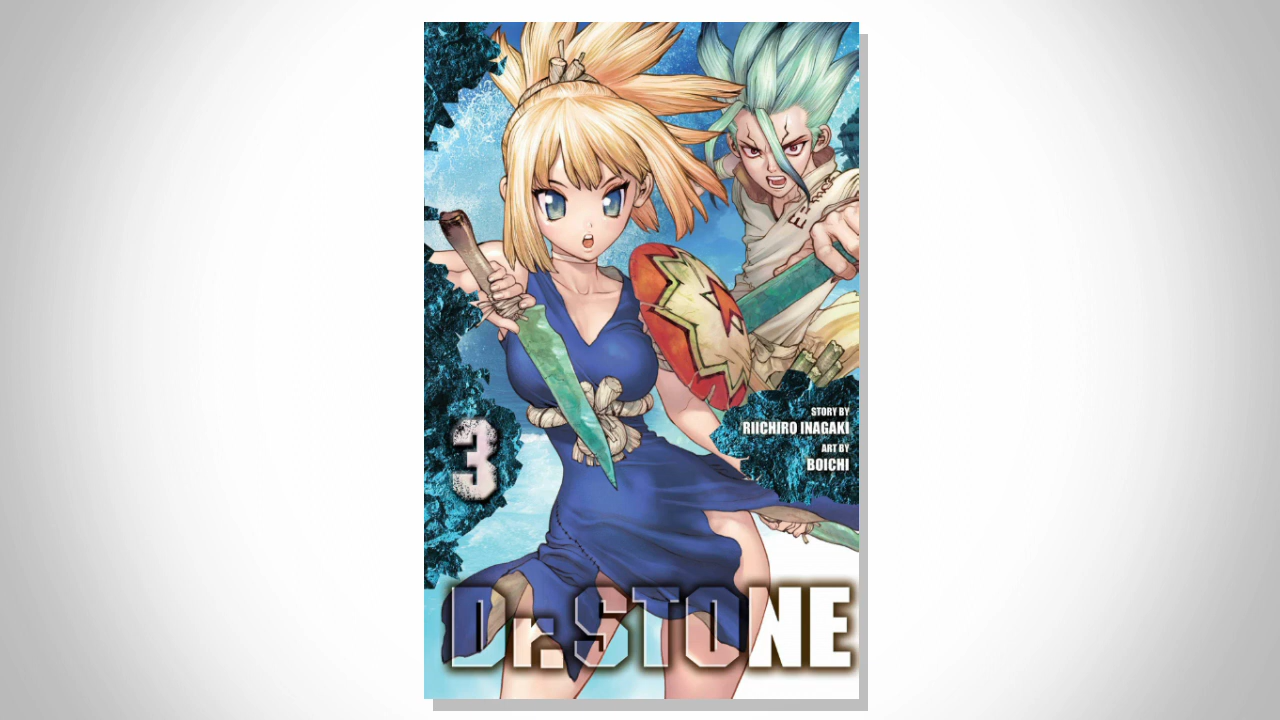 STORY BY
RIICHIRO INAGAKI
ART BY
BOICHI
3
Dr.STONE